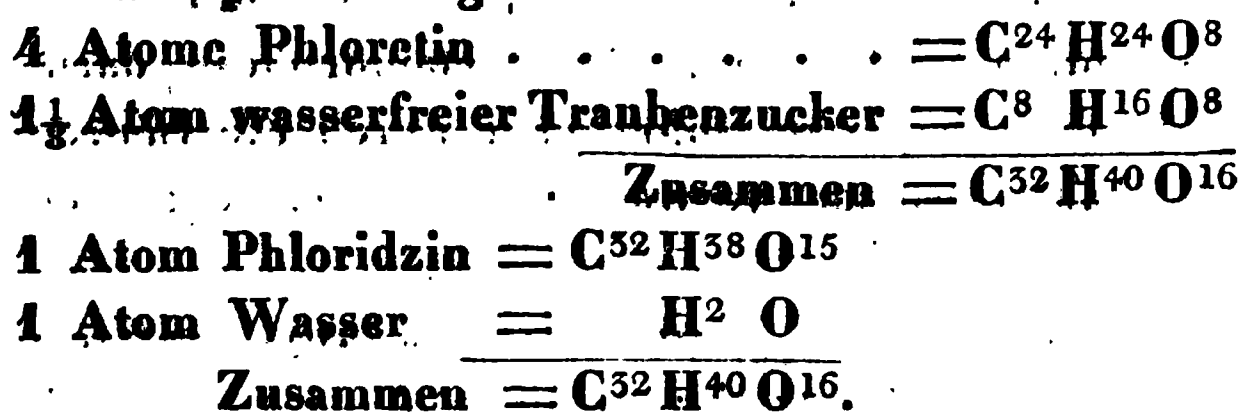 4 Atome Phloretin . . . . . . = C²⁴ H²⁴ O⁸
1⅓ Atom wasserfreier Traubenzucker = C⁸ H¹⁶ O⁸
Zusammen = C³² H⁴⁰ O¹⁶
1 Atom Phloridzin = C³² H³⁸ O¹⁵
1 Atom Wasser = H² O
Zusammen = C³² H⁴⁰ O¹⁶.